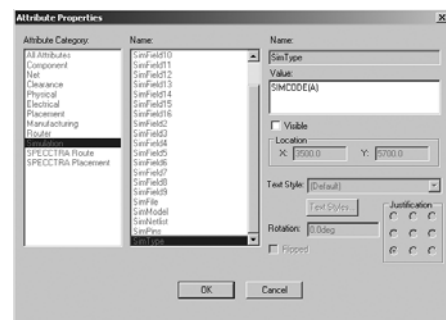 Attribute Properties
Attribute Category:
All Attributes
Component
Net
Clearance
Physical
Electrical
Placement
Manufacturing
Router
Simulation
SPECCTRA Route
SPECCTRA Placement
Name:
SimField10
SimField11
SimField12
SimField13
SimField14
SimField15
SimField16
SimField2
SimField3
SimField4
SimField5
SimField6
SimField7
SimField8
SimField9
SimFile
SimModel
SimNetlist
SimPins
SimType
Name:
SimType
Value:
SIMCODE(A)
Visible
Location
X: 3500.0 Y: 5700.0
Text Style: (Default)
Text Styles...
Rotation: 0.0deg
Flipped
Justification
OK Cancel